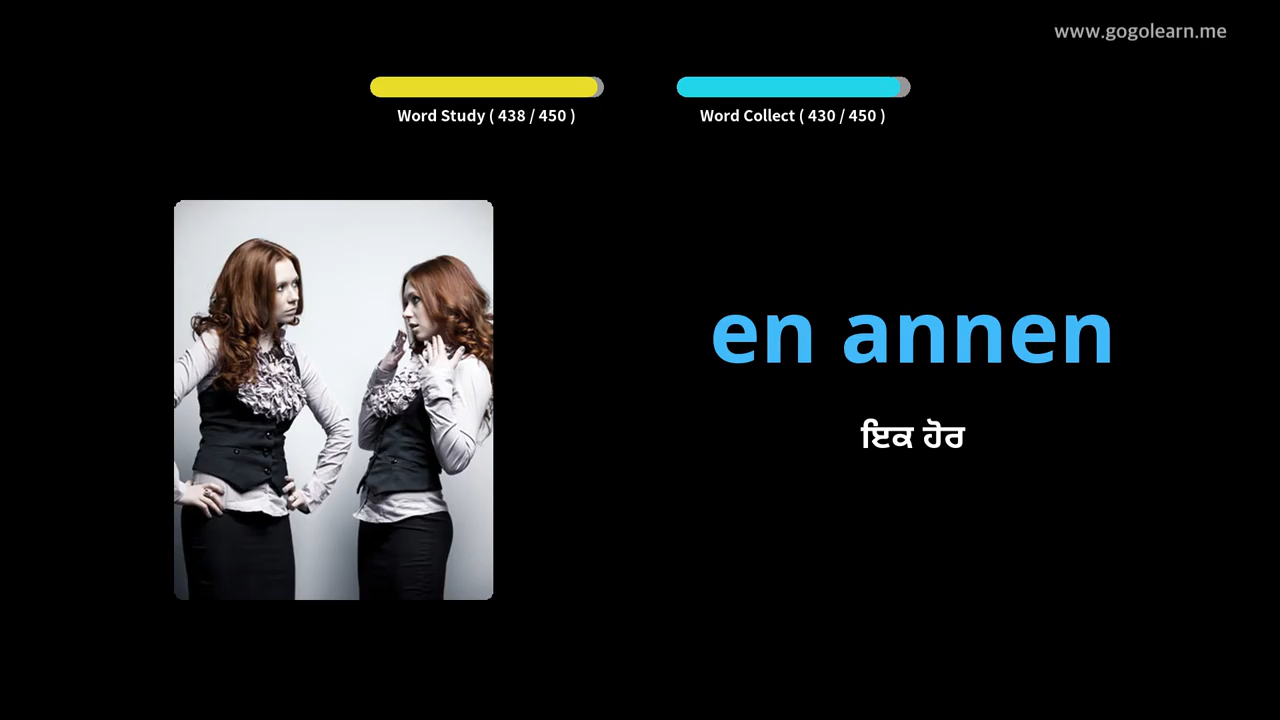 www.gogolearn.me
Word Study ( 438 / 450 )
Word Collect ( 430 / 450 )
en annen
ਇਕ ਹੋਰ